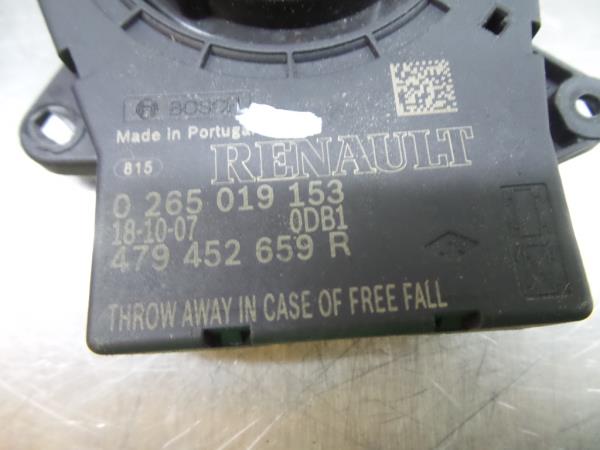 BOSCH
Made in Portugal
815
RENAULT
0 265 019 153
18-10-07 0DB1
479 452 659 R
THROW AWAY IN CASE OF FREE FALL